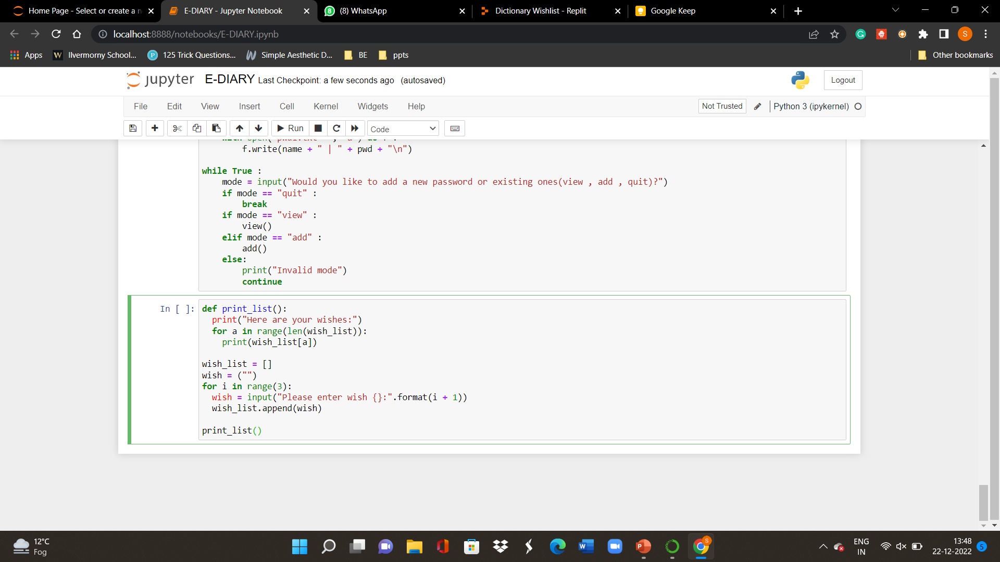 Home Page - Select or create a n
E-DIARY - Jupyter Notebook
(8) WhatsApp
Dictionary Wishlist - Replit
Google Keep
localhost:8888/notebooks/E-DIARY.ipynb
Apps
Ilvermorny School...
125 Trick Questions...
Simple Aesthetic D...
BE
ppts
Other bookmarks
jupyter E-DIARY Last Checkpoint: a few seconds ago (autosaved)
Logout
File Edit View Insert Cell Kernel Widgets Help
Not Trusted
Python 3 (ipykernel)
Run
Code
f.write(name + " | " + pwd + "\n")
while True :
mode = input("Would you like to add a new password or existing ones(view , add , quit)?")
if mode == "quit" :
break
if mode == "view" :
view()
elif mode == "add" :
add()
else:
print("Invalid mode")
continue
In [ ]:
def print_list():
print("Here are your wishes:")
for a in range(len(wish_list)):
print(wish_list[a])
wish_list = []
wish = ("")
for i in range(3):
wish = input("Please enter wish {}:".format(i + 1))
wish_list.append(wish)
print_list()
12°C
Fog
ENG
IN
13:48
22-12-2022
5